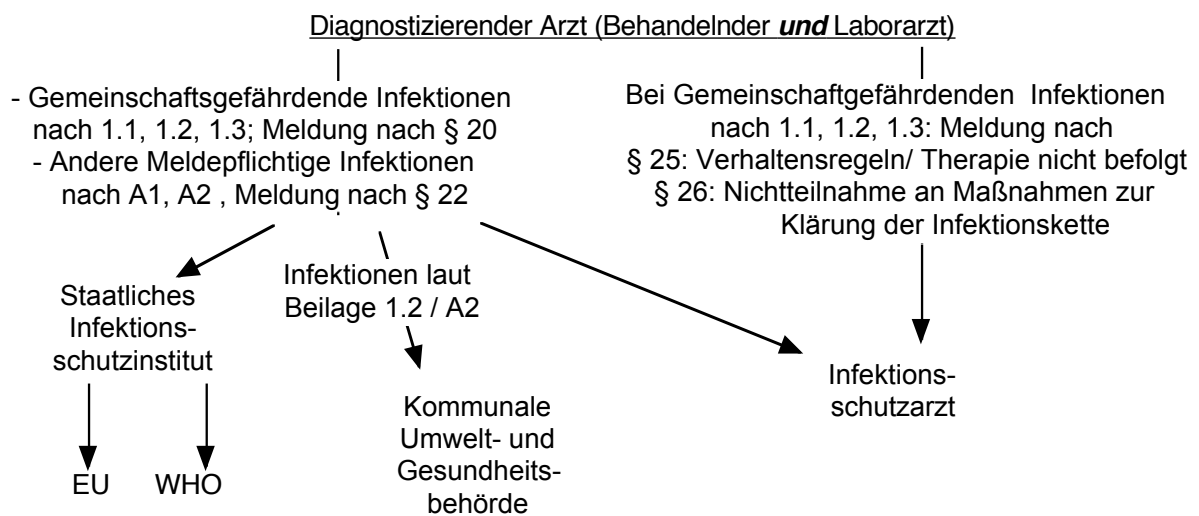 Diagnostizierender Arzt (Behandelnder und Laborarzt)
- Gemeinschaftsgefährdende Infektionen
nach 1.1, 1.2, 1.3; Meldung nach § 20
- Andere Meldepflichtige Infektionen
nach A1, A2 , Meldung nach § 22
Bei Gemeinschaftgefährdenden Infektionen
nach 1.1, 1.2, 1.3: Meldung nach
§ 25: Verhaltensregeln/ Therapie nicht befolgt
§ 26: Nichtteilnahme an Maßnahmen zur
Klärung der Infektionskette
Staatliches
Infektions-
schutzinstitut
Infektionen laut
Beilage 1.2 / A2
Infektions-
schutzarzt
Kommunale
Umwelt- und
Gesundheits-
behörde
EU WHO